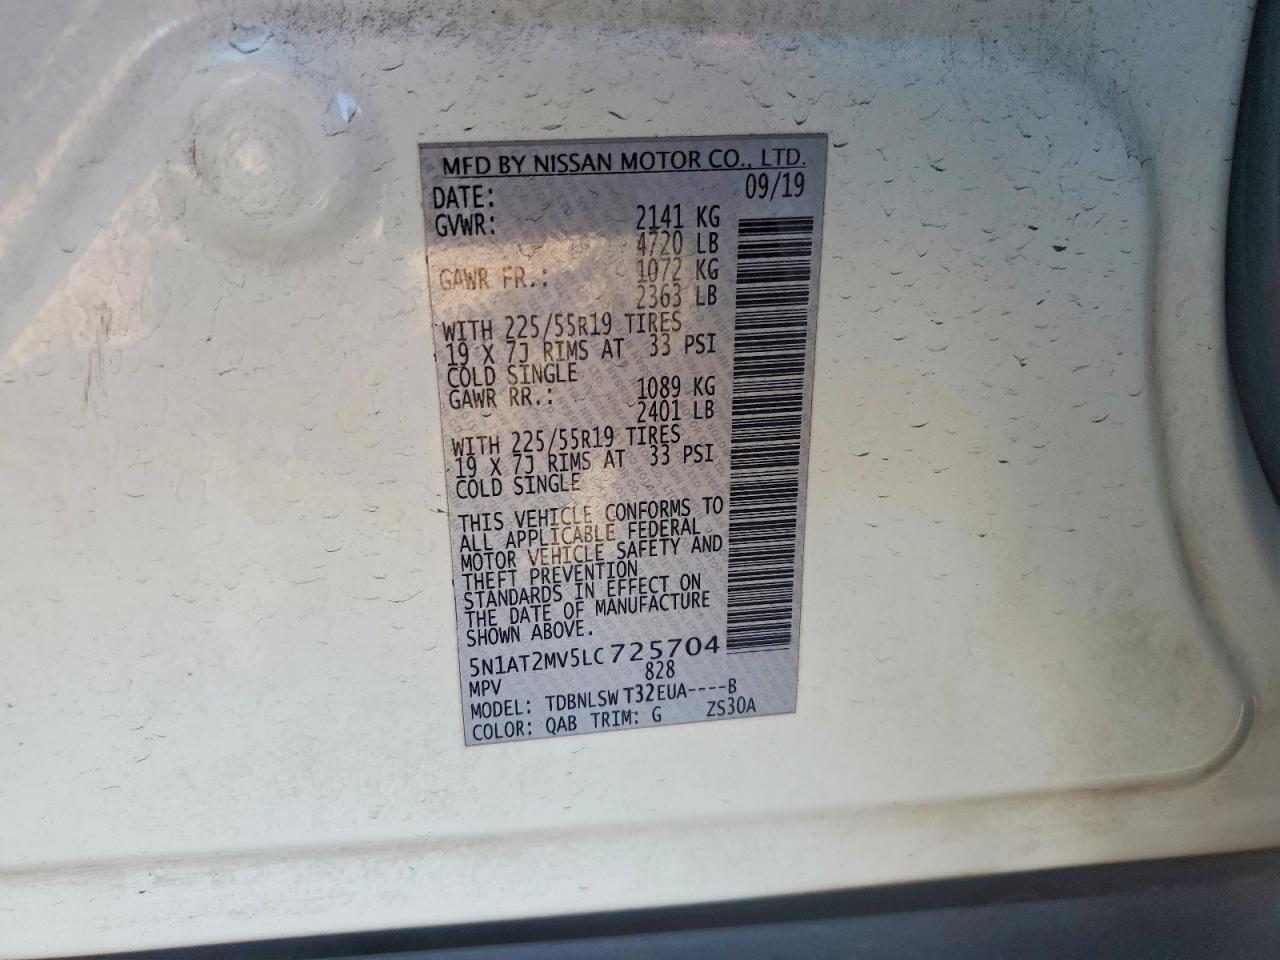 MFD BY NISSAN MOTOR CO., LTD.
DATE: 09/19
GVWR: 2141 KG
4720 LB
GAWR FR.: 1072 KG
2363 LB
WITH 225/55R19 TIRES
19 X 7J RIMS AT 33 PSI
COLD SINGLE
GAWR RR.: 1089 KG
2401 LB
WITH 225/55R19 TIRES
19 X 7J RIMS AT 33 PSI
COLD SINGLE
THIS VEHICLE CONFORMS TO
ALL APPLICABLE FEDERAL
MOTOR VEHICLE SAFETY AND
THEFT PREVENTION
STANDARDS IN EFFECT ON
THE DATE OF MANUFACTURE
SHOWN ABOVE.
5N1AT2MV5LC725704
MPV 828
MODEL: TDBNLSWT32EUA----B
COLOR: QAB TRIM: G ZS30A